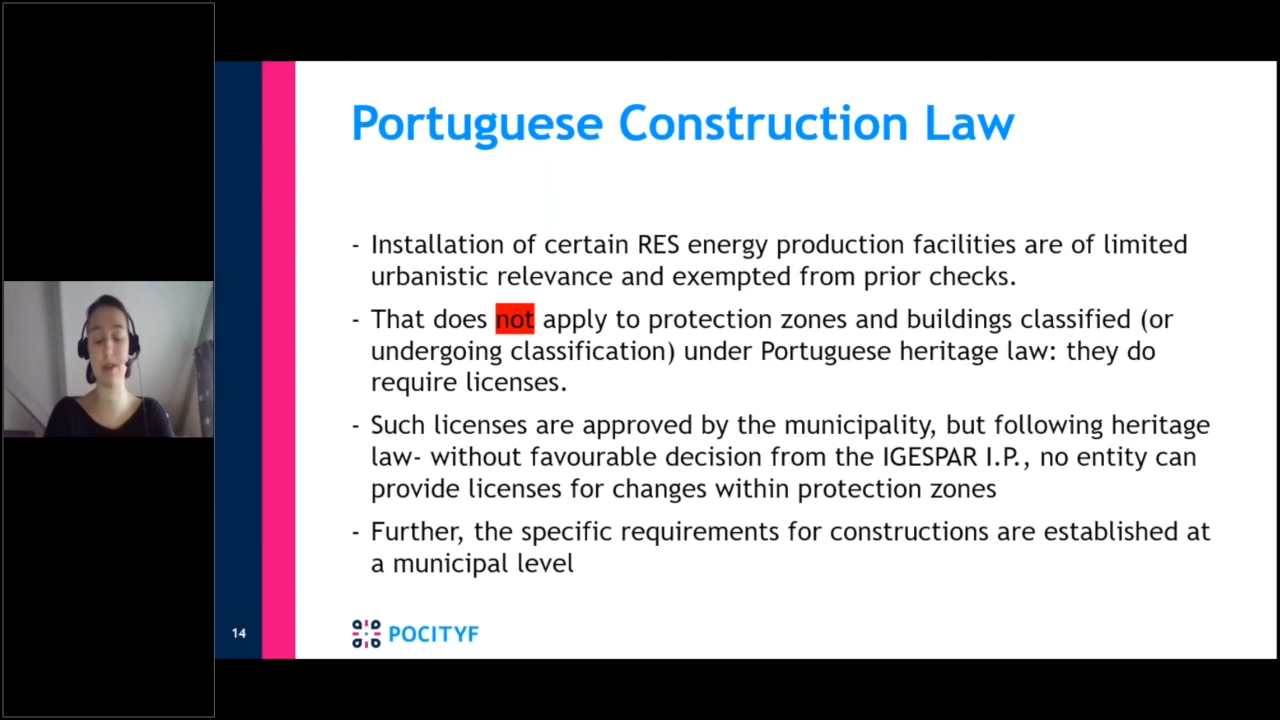 Portuguese Construction Law
- Installation of certain RES energy production facilities are of limited
urbanistic relevance and exempted from prior checks.
- That does not apply to protection zones and buildings classified (or
undergoing classification) under Portuguese heritage law: they do
require licenses.
- Such licenses are approved by the municipality, but following heritage
law- without favourable decision from the IGESPAR I.P., no entity can
provide licenses for changes within protection zones
- Further, the specific requirements for constructions are established at
a municipal level
14
POCITYF